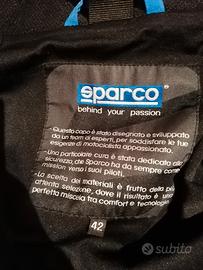 sparco
behind your passion
- Questo capo è stato disegnato e sviluppato
da un team di esperti, per soddisfare le tue
esigenze di motociclista appassionato.
- Una particolare cura è stata dedicata alla
sicurezza, che Sparco ha da sempre come
mission verso i suoi piloti.
- La scelta dei materiali è frutto della più
attenta selezione, dove il risultato è una
perfetta miscela tra comfort e tecnologia.
42
subito